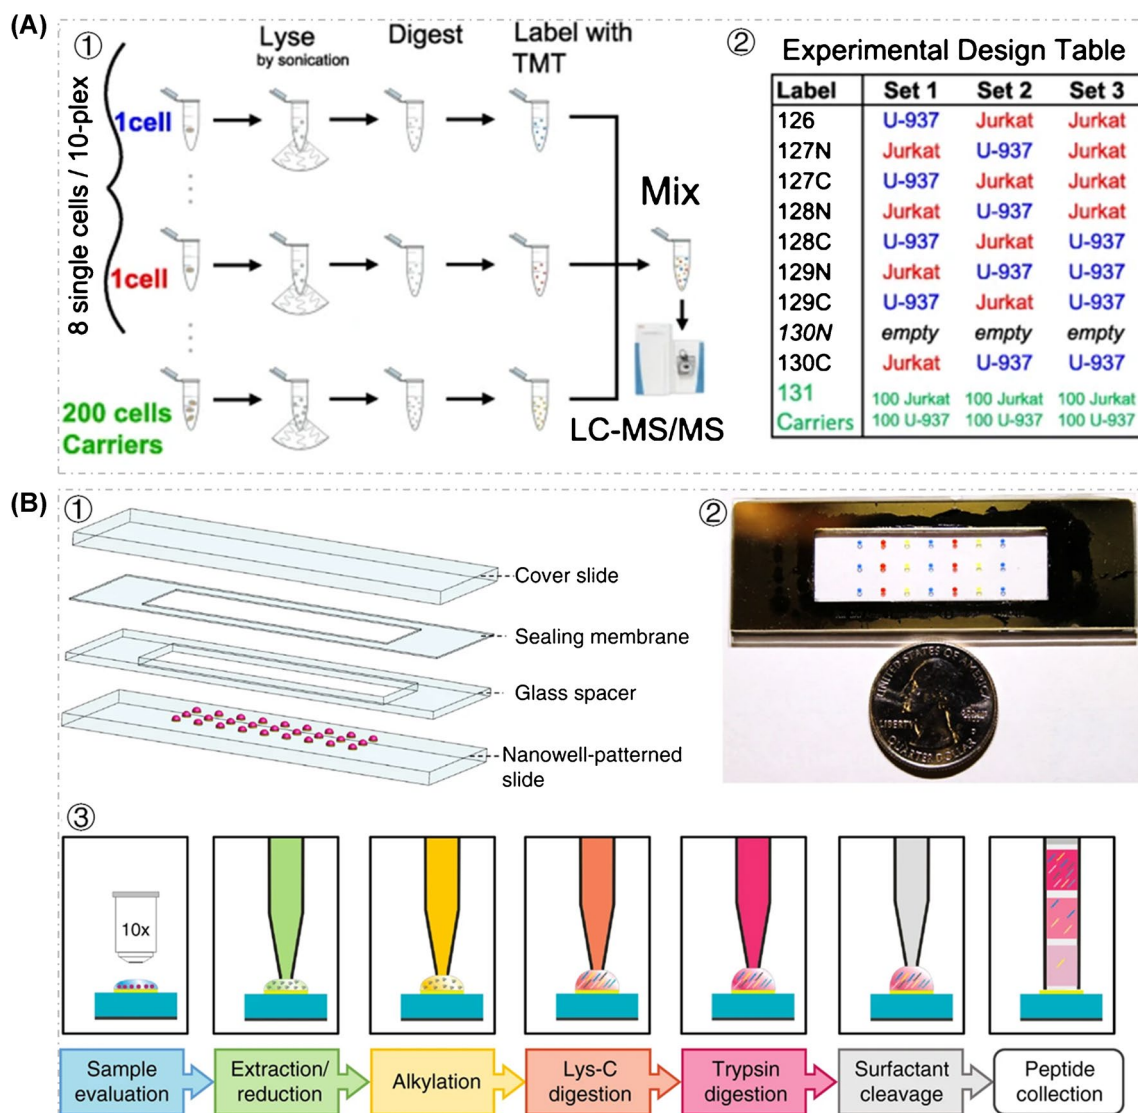 (A)
①
8 single cells / 10-plex
Lyse
by sonication
Digest
Label with
TMT
1cell
1cell
200 cells
Carriers
Mix
LC-MS/MS
②
Experimental Design Table
Label Set 1 Set 2 Set 3
126 U-937 Jurkat Jurkat
127N Jurkat U-937 Jurkat
127C U-937 Jurkat Jurkat
128N Jurkat U-937 Jurkat
128C U-937 Jurkat U-937
129N Jurkat U-937 U-937
129C U-937 Jurkat U-937
130N empty empty empty
130C Jurkat U-937 U-937
131 100 Jurkat 100 Jurkat 100 Jurkat
Carriers 100 U-937 100 U-937 100 U-937
(B)
①
Cover slide
Sealing membrane
Glass spacer
Nanowell-patterned
slide
②
UNITED STATES OF AMERICA
LIBERTY
QUARTER DOLLAR
③
10x
Sample
evaluation
Extraction/
reduction
Alkylation
Lys-C
digestion
Trypsin
digestion
Surfactant
cleavage
Peptide
collection